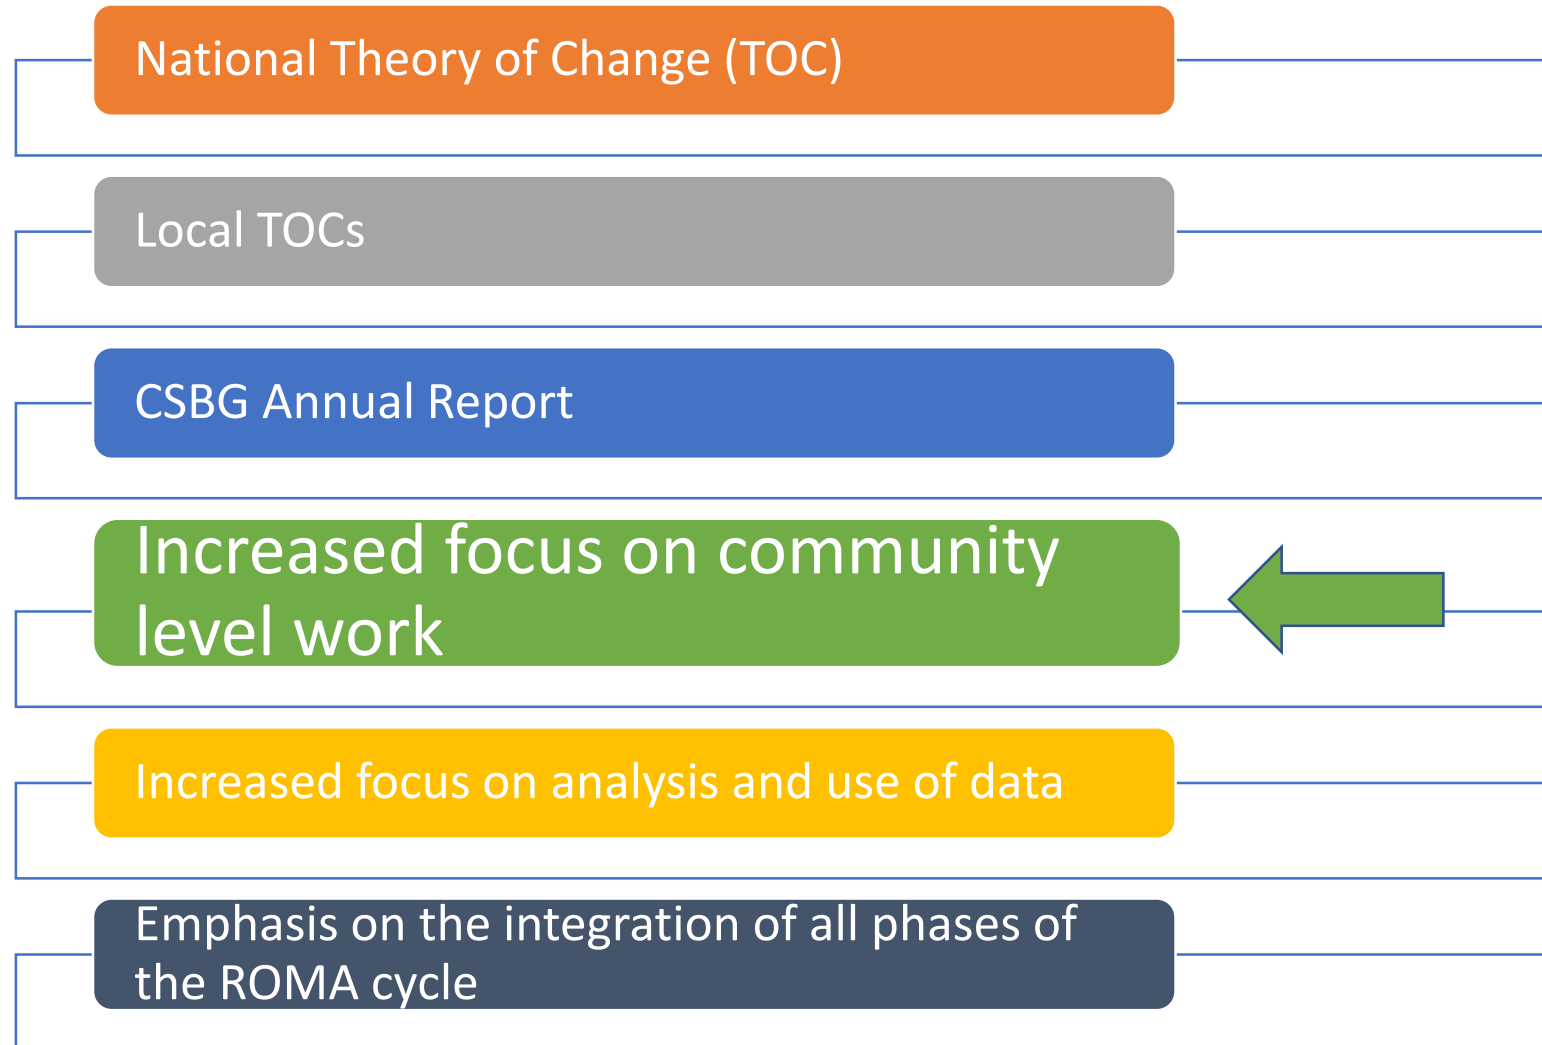 National Theory of Change (TOC)
Local TOCs
CSBG Annual Report
Increased focus on community
level work
Increased focus on analysis and use of data
Emphasis on the integration of all phases of
the ROMA cycle